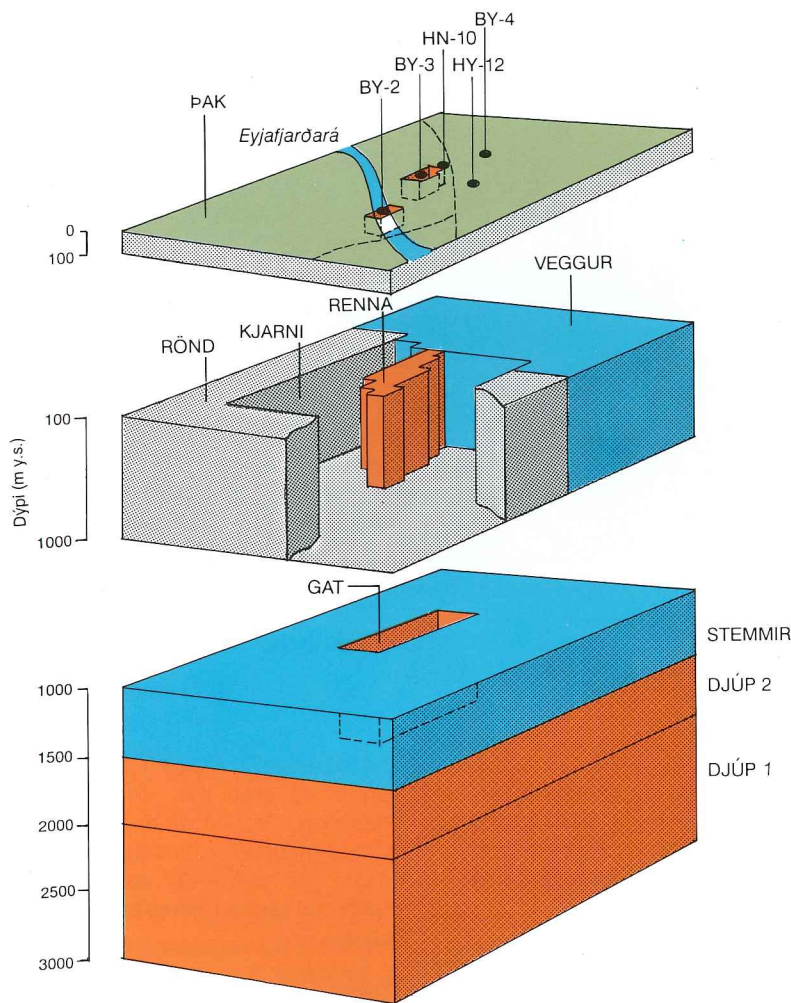 BY-4
HN-10
BY-3
HY-12
BY-2
ÞAK
Eyjafjarðará
0
100
VEGGUR
RENNA
KJARNI
RÖND
100
Dýpi (m y.s.)
1000
GAT
STEMMIR
1000
DJÚP 2
1500
DJÚP 1
2000
2500
3000